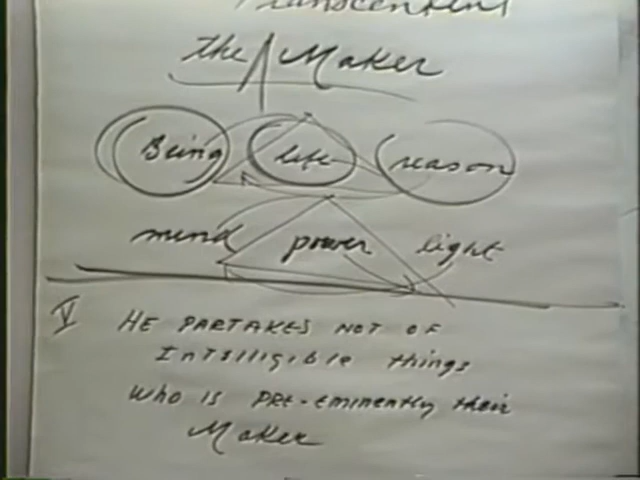 Transcendent
the Maker
Being life reason
mind power light
V HE PARTAKES NOT OF
Intelligible things
who is pre-eminently their
Maker